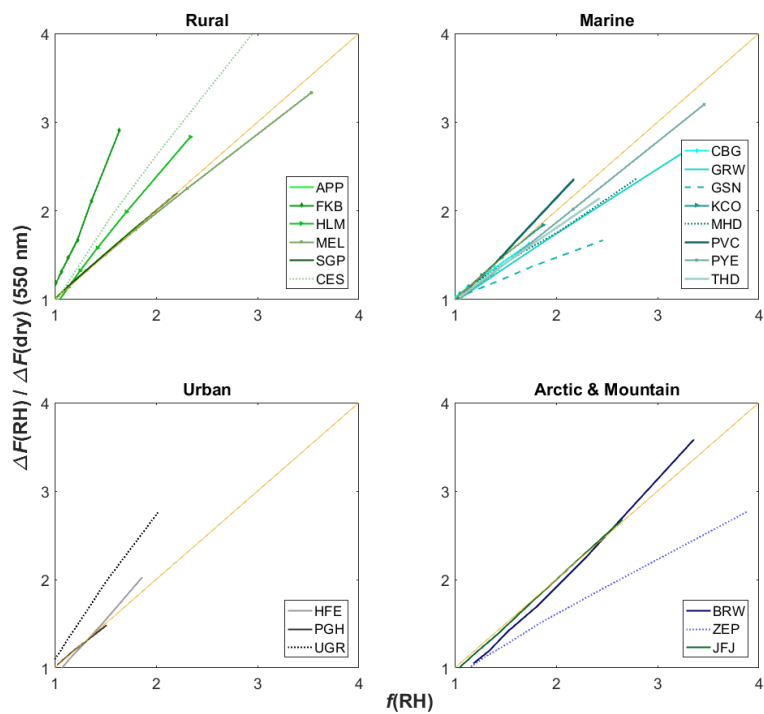 Rural
4
3
2
1
1
2
3
4
APP
FKB
HLM
MEL
SGP
CES
Marine
4
3
2
1
1
2
3
4
CBG
GRW
GSN
KCO
MHD
PVC
PYE
THD
ΔF(RH) / ΔF(dry) (550 nm)
Urban
4
3
2
1
1
2
3
4
HFE
PGH
UGR
Arctic & Mountain
4
3
2
1
1
2
3
4
BRW
ZEP
JFJ
f(RH)